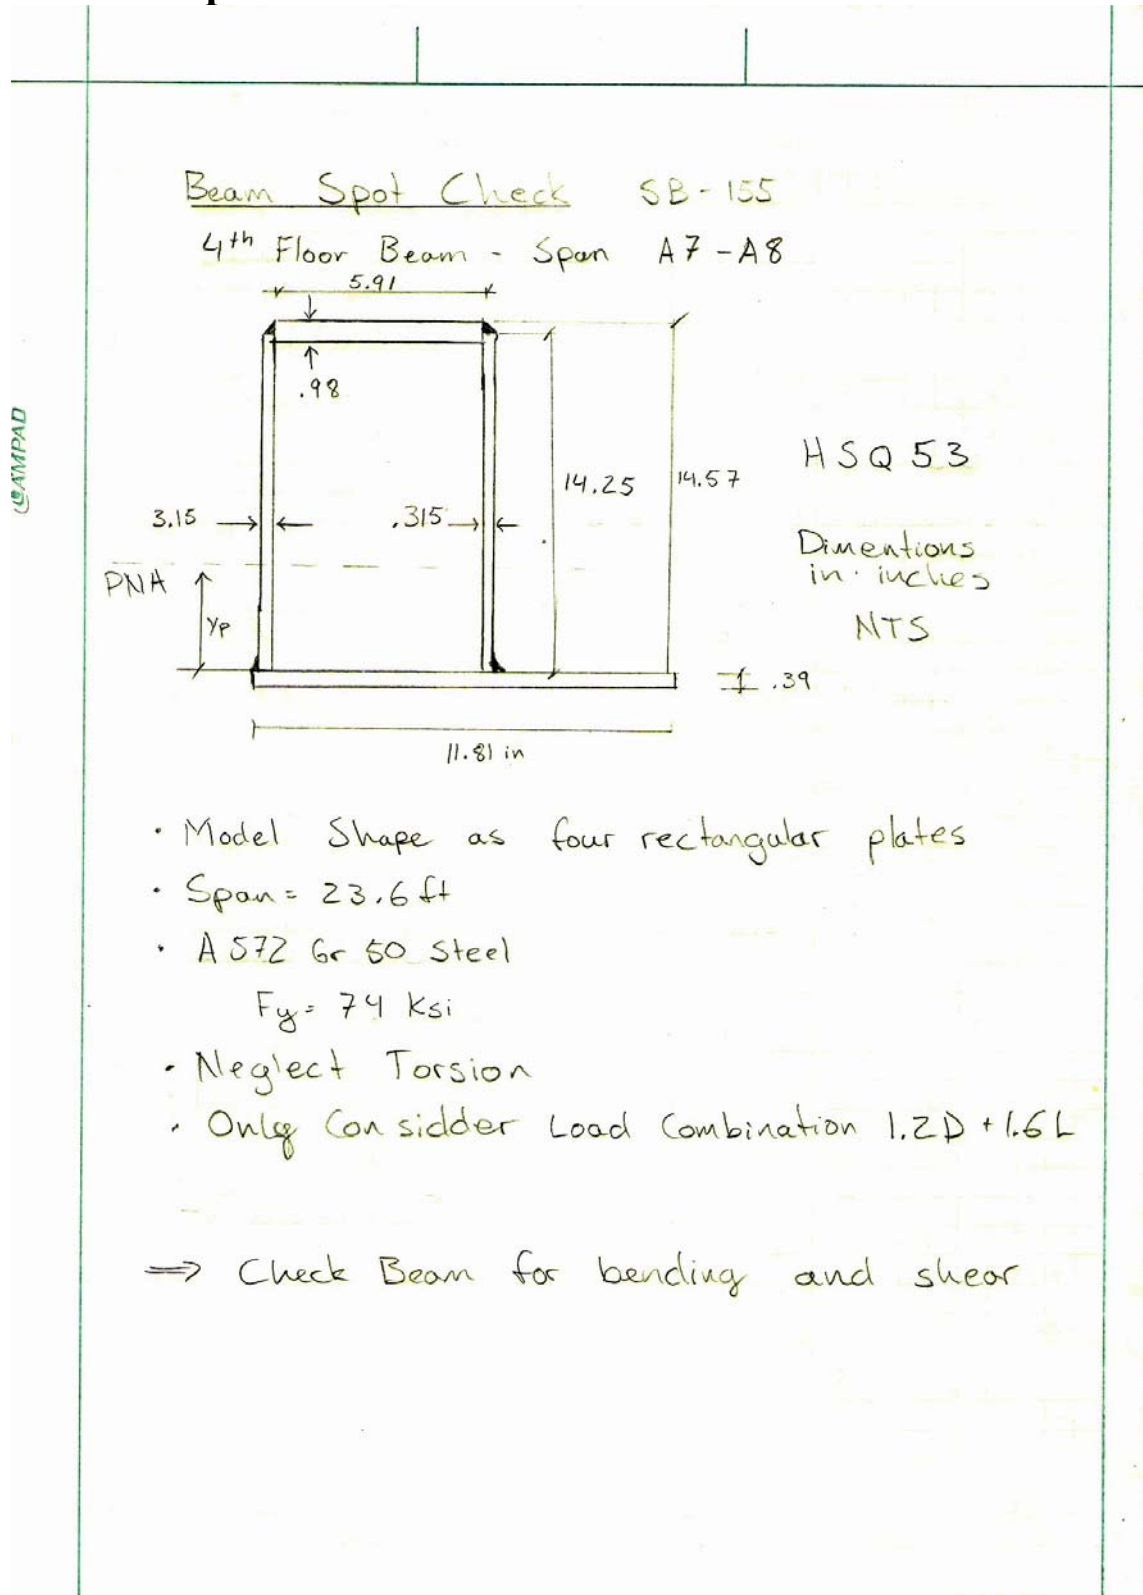 Beam Spot Check SB-155
4th Floor Beam - Span A7-A8
5.91
.98
14.25
14.57
HSQ 53
3.15
.315
Dimentions
in inches
NTS
PNA
YP
.39
11.81 in
• Model Shape as four rectangular plates
• Span = 23.6 ft
• A572 Gr 50 Steel
Fy = 74 Ksi
• Neglect Torsion
• Only Considder Load Combination 1.2D + 1.6L
⇒ Check Beam for bending and shear
AMPAD